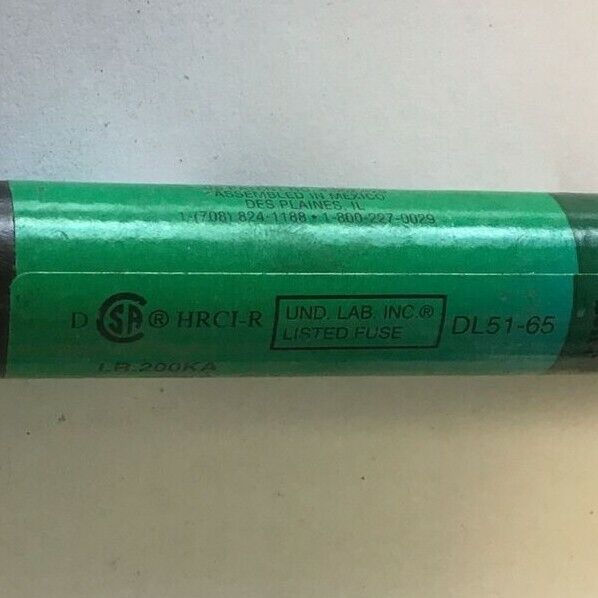 ASSEMBLED IN MEXICO
DES PLAINES, IL
1-(708) 824-1188 • 1-800-227-0029
D SA® HRCI-R
UND. LAB. INC.®
LISTED FUSE
DL51-65
I.R. 200KA